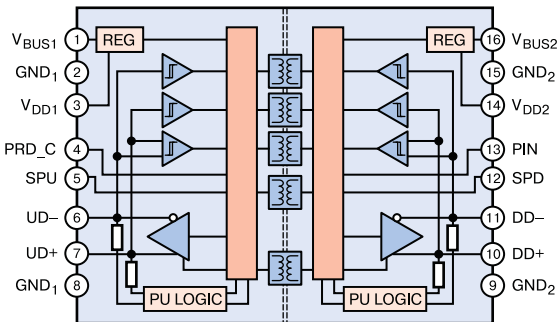 VBUS1 1 REG REG 16 VBUS2
GND1 2 15 GND2
VDD1 3 14 VDD2
PRD_C 4 13 PIN
SPU 5 12 SPD
UD– 6 11 DD–
UD+ 7 10 DD+
GND1 8 PU LOGIC PU LOGIC 9 GND2